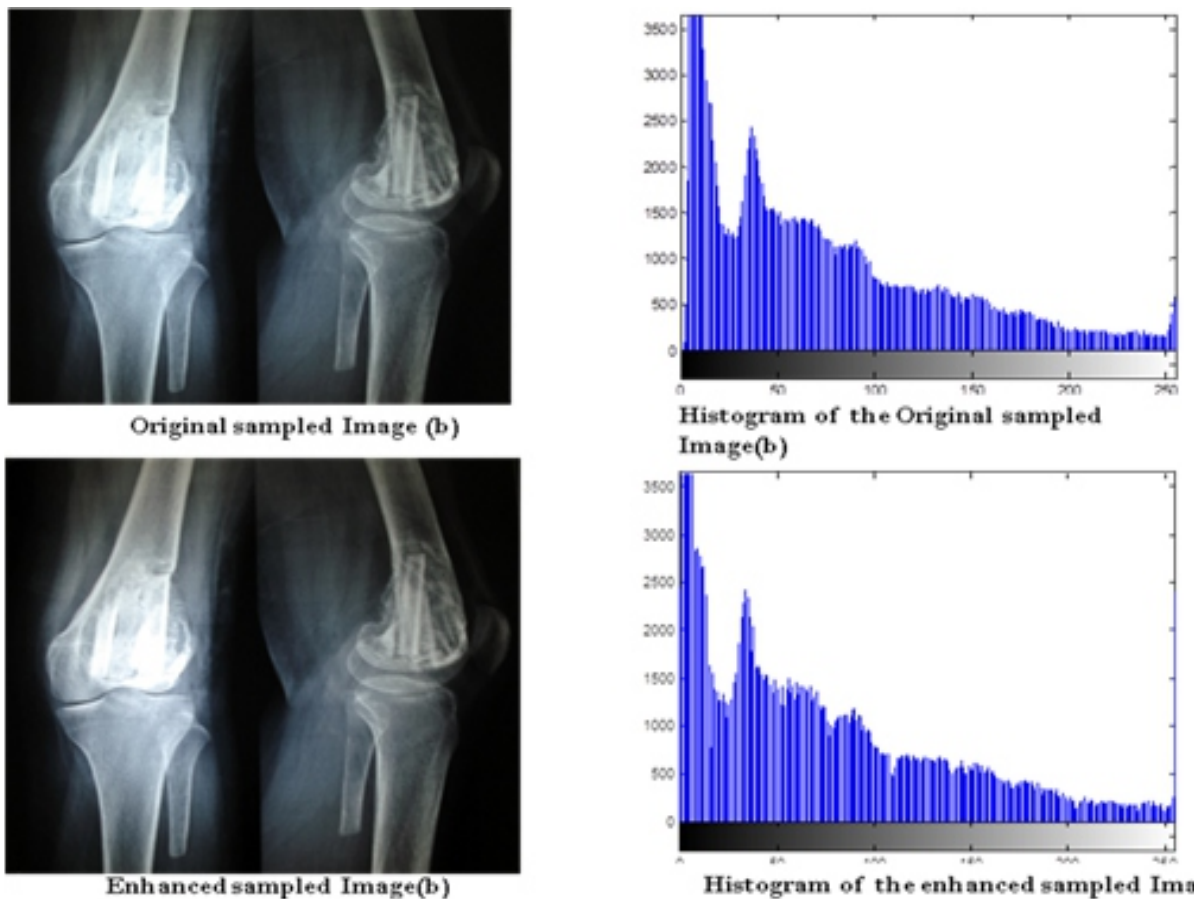 3500
3000
2500
2000
1500
1000
500
0
0 50 100 150 200 250
Original sampled Image (b)
Histogram of the Original sampled
Image(b)
3500
3000
2500
2000
1500
1000
500
0
Enhanced sampled Image(b)
Histogram of the enhanced sampled Ima